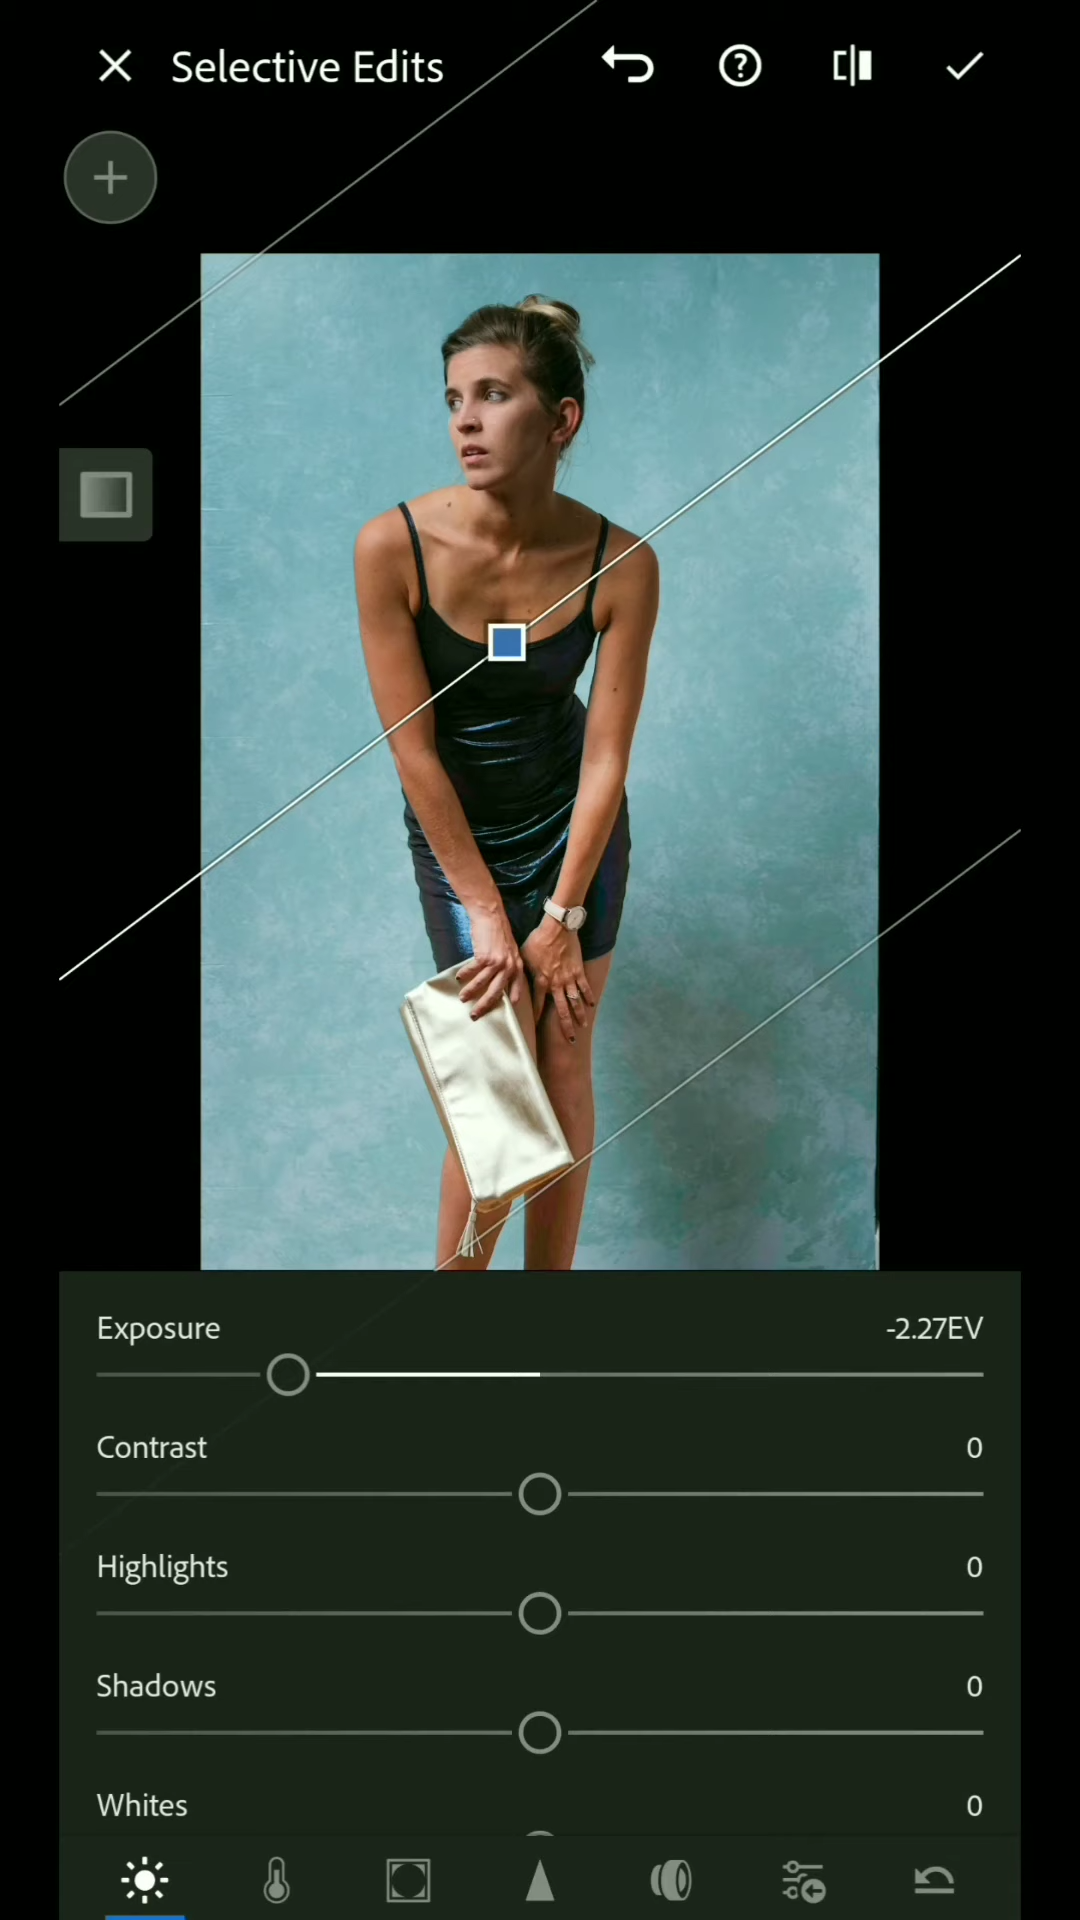 Selective Edits
Exposure -2.27EV
Contrast 0
Highlights 0
Shadows 0
Whites 0